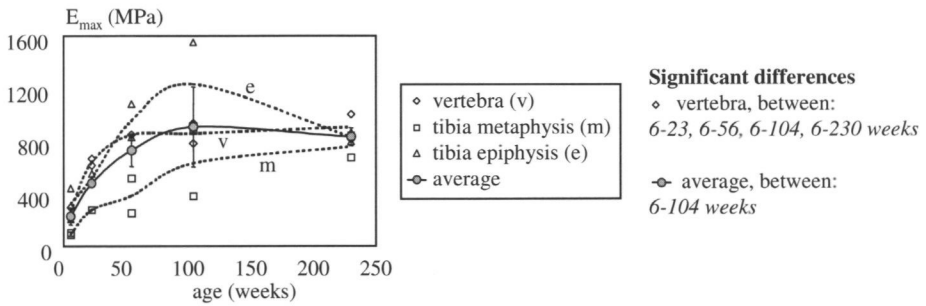 E_max (MPa)
1600
1200
800
400
0
0 50 100 150 200 250
age (weeks)
e
v
m
vertebra (v)
tibia metaphysis (m)
tibia epiphysis (e)
average
Significant differences
vertebra, between:
6-23, 6-56, 6-104, 6-230 weeks
average, between:
6-104 weeks